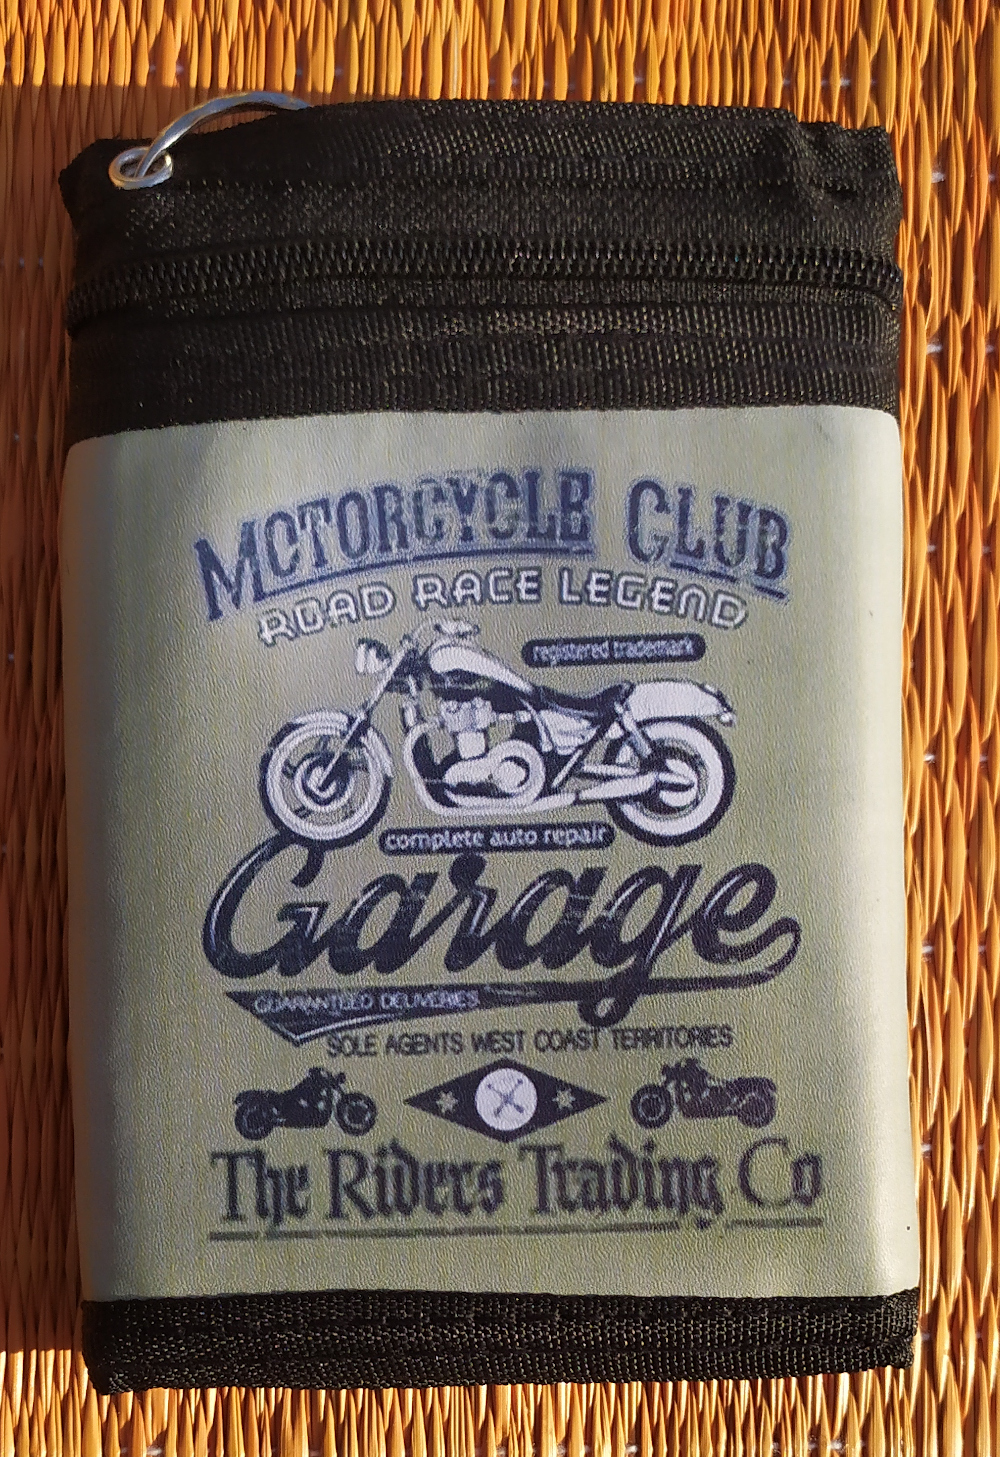 MOTORCYCLE CLUB
ROAD RACE LEGEND
registered trademark
complete auto repair
Garage
GUARANTEED DELIVERIES
SOLE AGENTS WEST COAST TERRITORIES
The Riders Trading Co